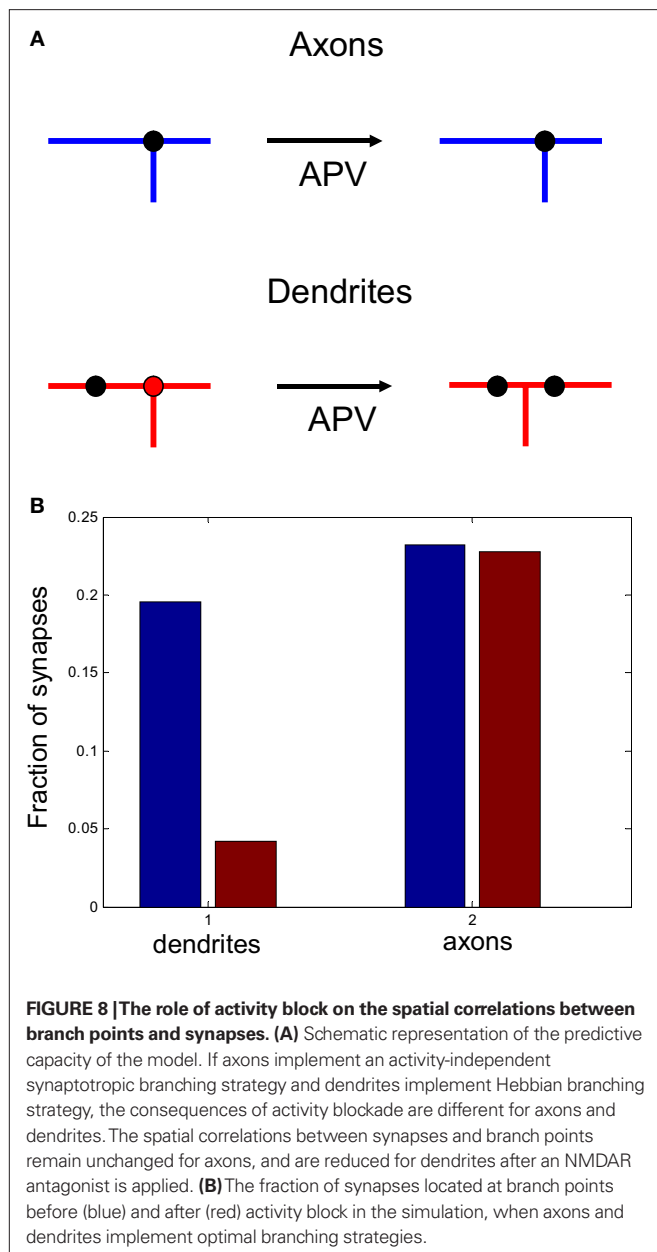 A
Axons
APV
Dendrites
APV
B
Fraction of synapses
0.25
0.2
0.15
0.1
0.05
0
1
2
dendrites
axons
FIGURE 8 | The role of activity block on the spatial correlations between
branch points and synapses. (A) Schematic representation of the predictive
capacity of the model. If axons implement an activity-independent
synaptotropic branching strategy and dendrites implement Hebbian branching
strategy, the consequences of activity blockade are different for axons and
dendrites. The spatial correlations between synapses and branch points
remain unchanged for axons, and are reduced for dendrites after an NMDAR
antagonist is applied. (B) The fraction of synapses located at branch points
before (blue) and after (red) activity block in the simulation, when axons and
dendrites implement optimal branching strategies.